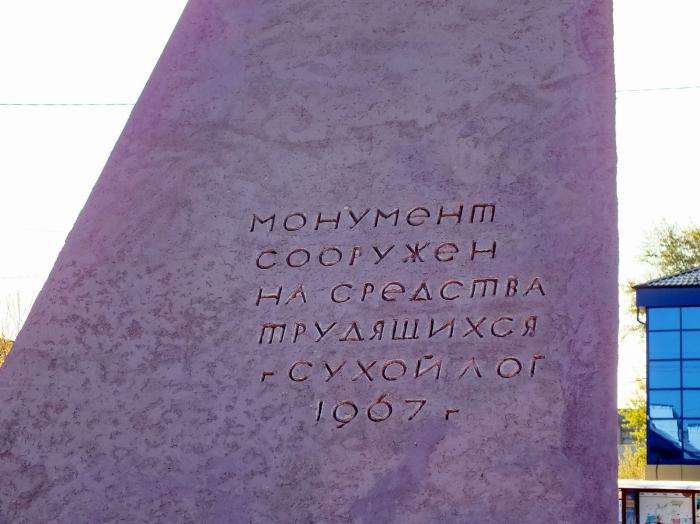 МОНУМЕНТ
СООРУЖЕН
НА СРЕДСТВА
ТРУДЯЩИХСЯ
г СУХОЙ ЛОГ
1967 г